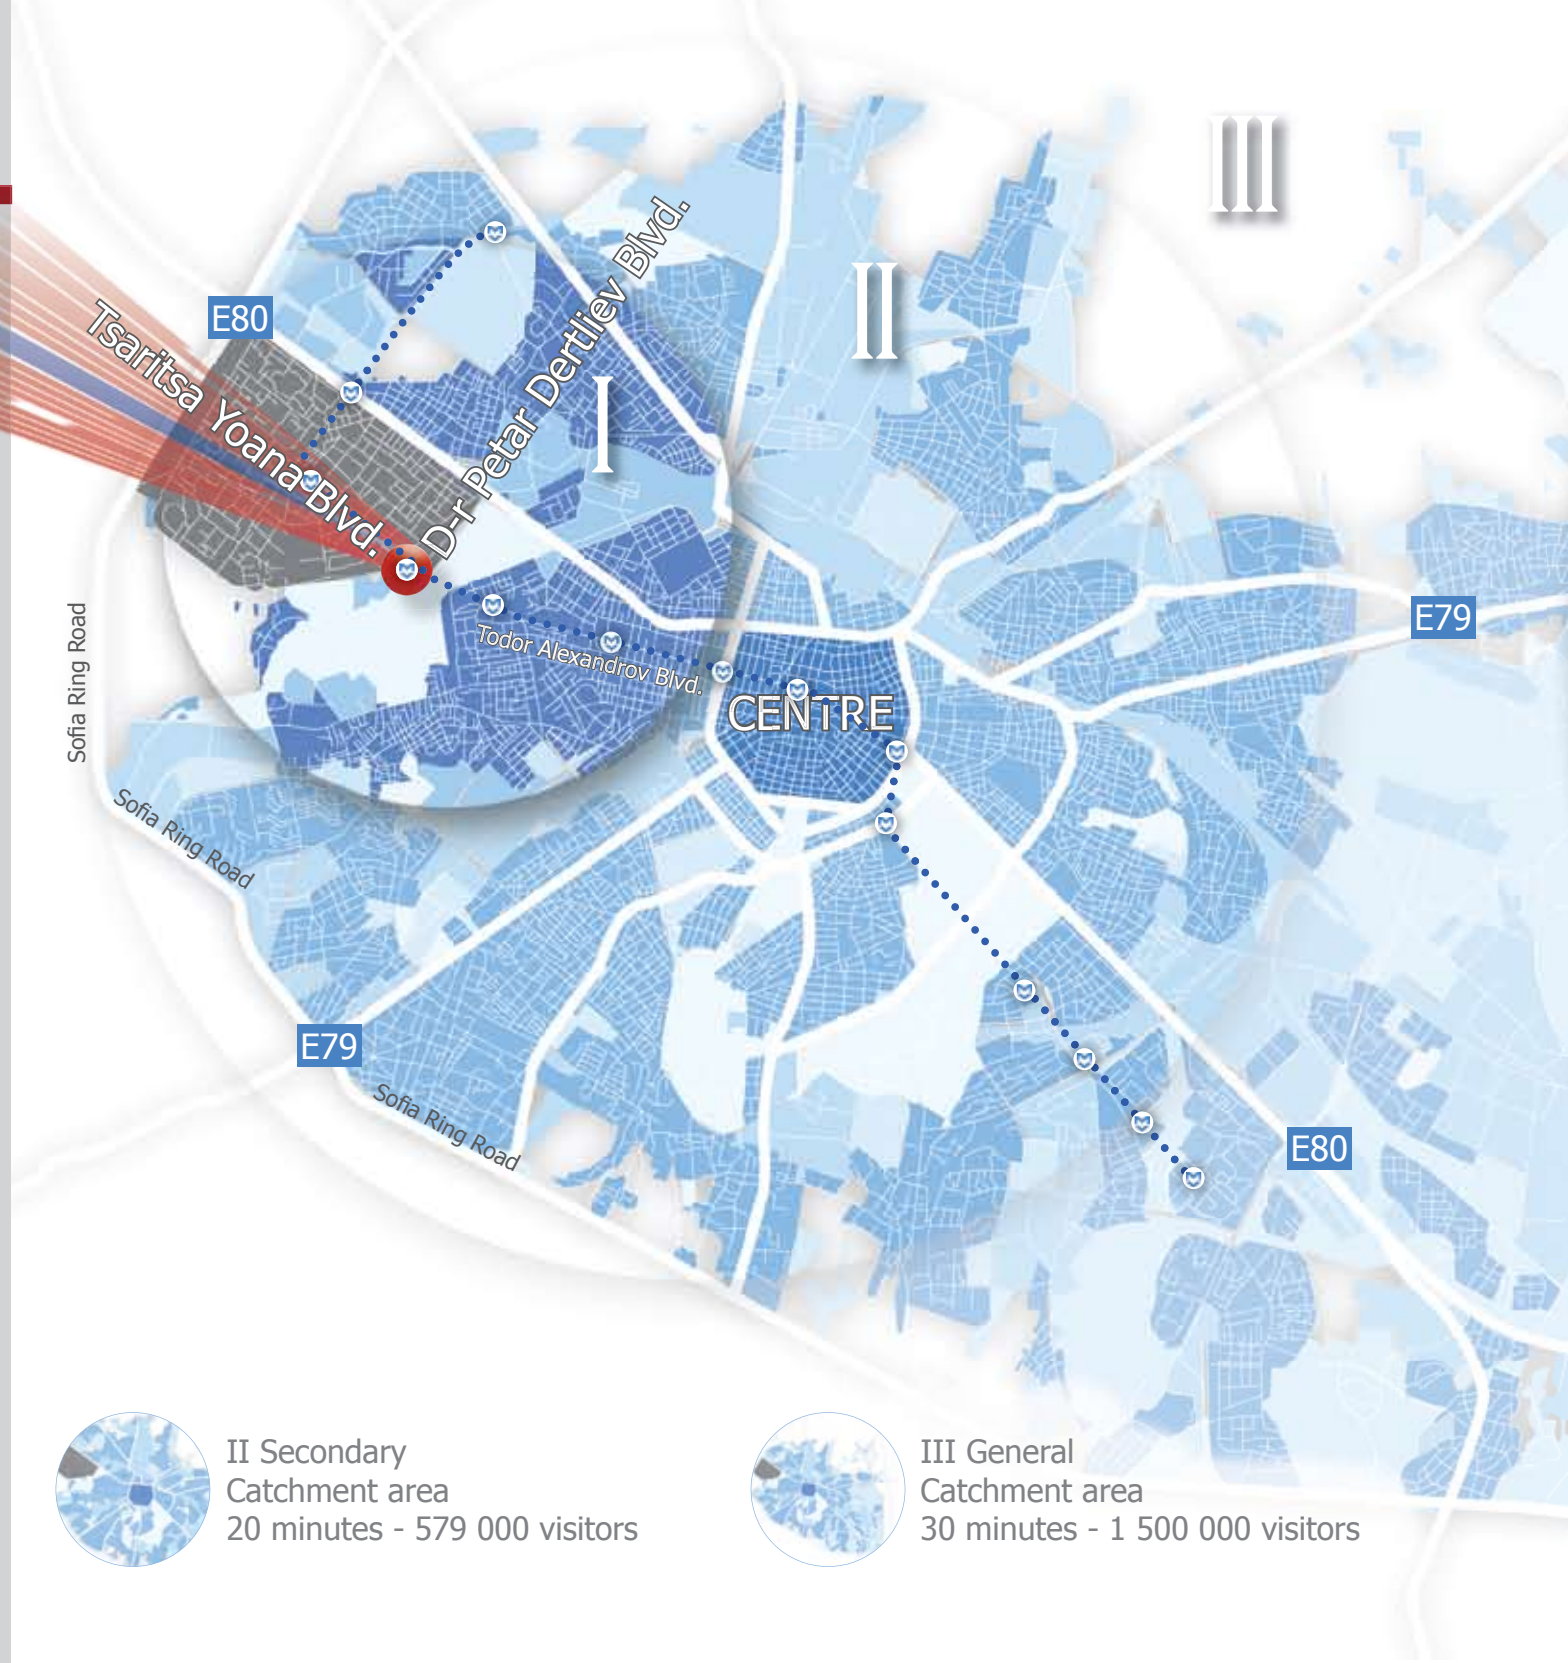 III
II
E80
Tsaritsa Yoana Blvd.
D-r Petar Dertliev Blvd.
I
E79
Sofia Ring Road
Todor Alexandrov Blvd.
CENTRE
Sofia Ring Road
E79
Sofia Ring Road
E80
II Secondary
Catchment area
20 minutes - 579 000 visitors
III General
Catchment area
30 minutes - 1 500 000 visitors